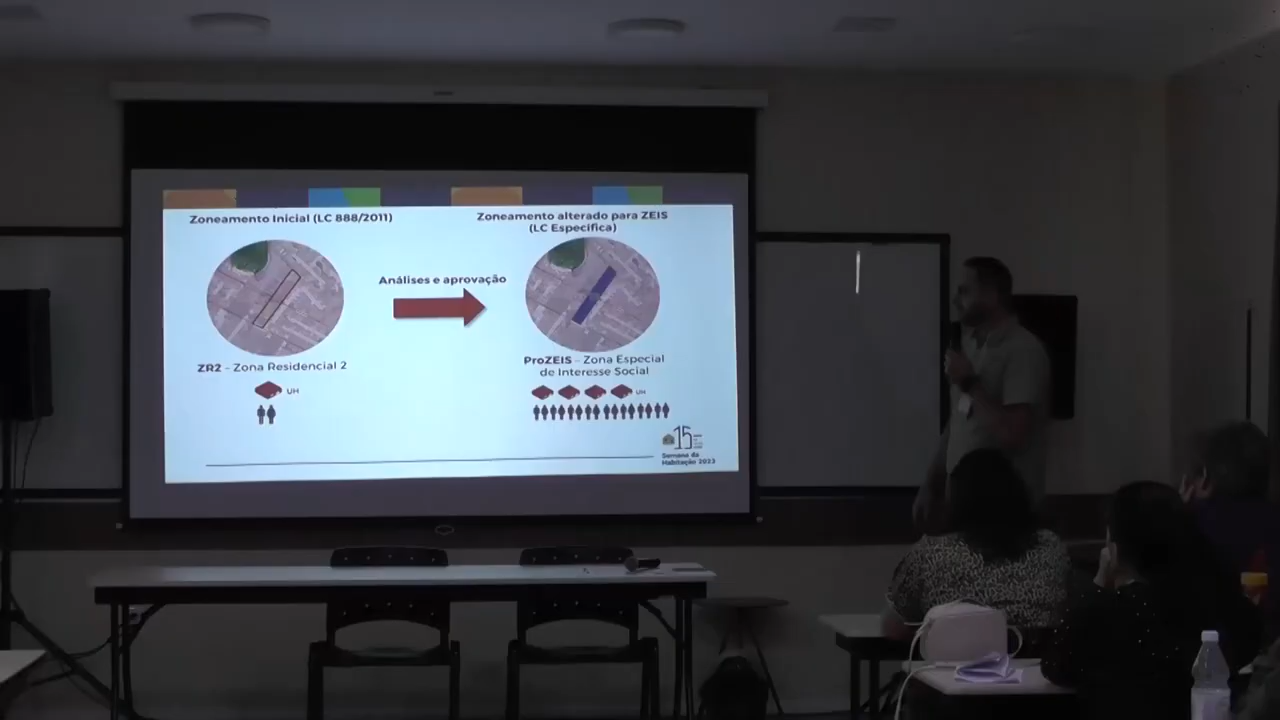 Zoneamento Inicial (LC 888/2011)
Zoneamento alterado para ZEIS
(LC Específica)
Análises e aprovação
ZR2 – Zona Residencial 2
UH
ProZEIS – Zona Especial
de Interesse Social
UH
15
Semana da
Habitação 2023